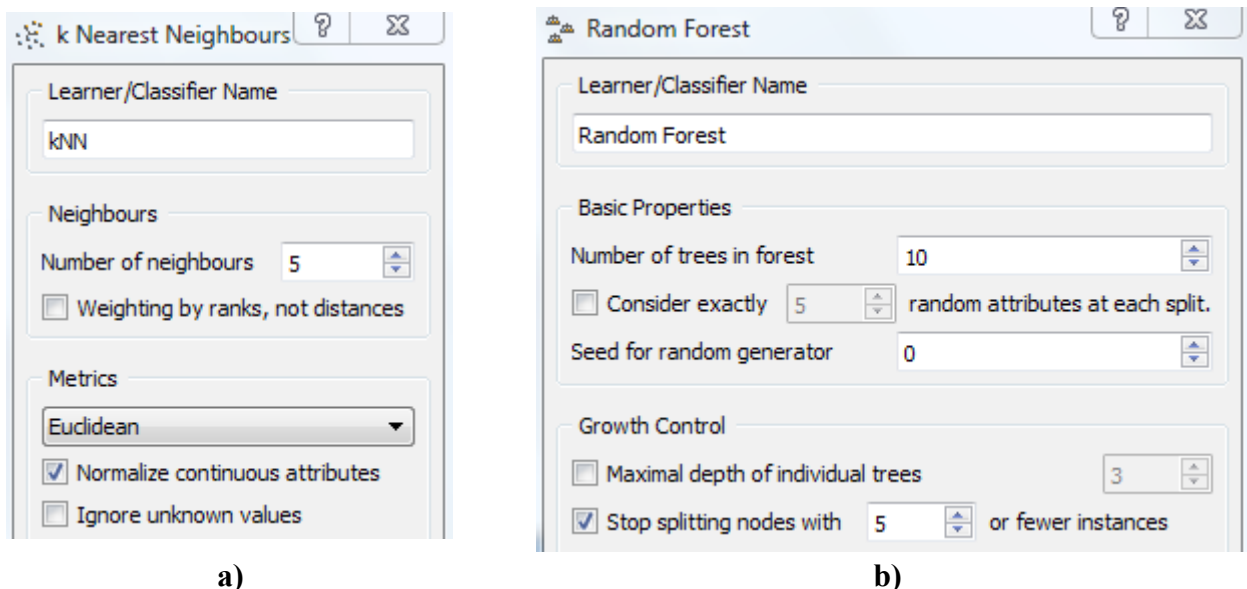 k Nearest Neighbours
Learner/Classifier Name
kNN
Neighbours
Number of neighbours 5
Weighting by ranks, not distances
Metrics
Euclidean
Normalize continuous attributes
Ignore unknown values
a)
Random Forest
Learner/Classifier Name
Random Forest
Basic Properties
Number of trees in forest 10
Consider exactly 5 random attributes at each split.
Seed for random generator 0
Growth Control
Maximal depth of individual trees 3
Stop splitting nodes with 5 or fewer instances
b)